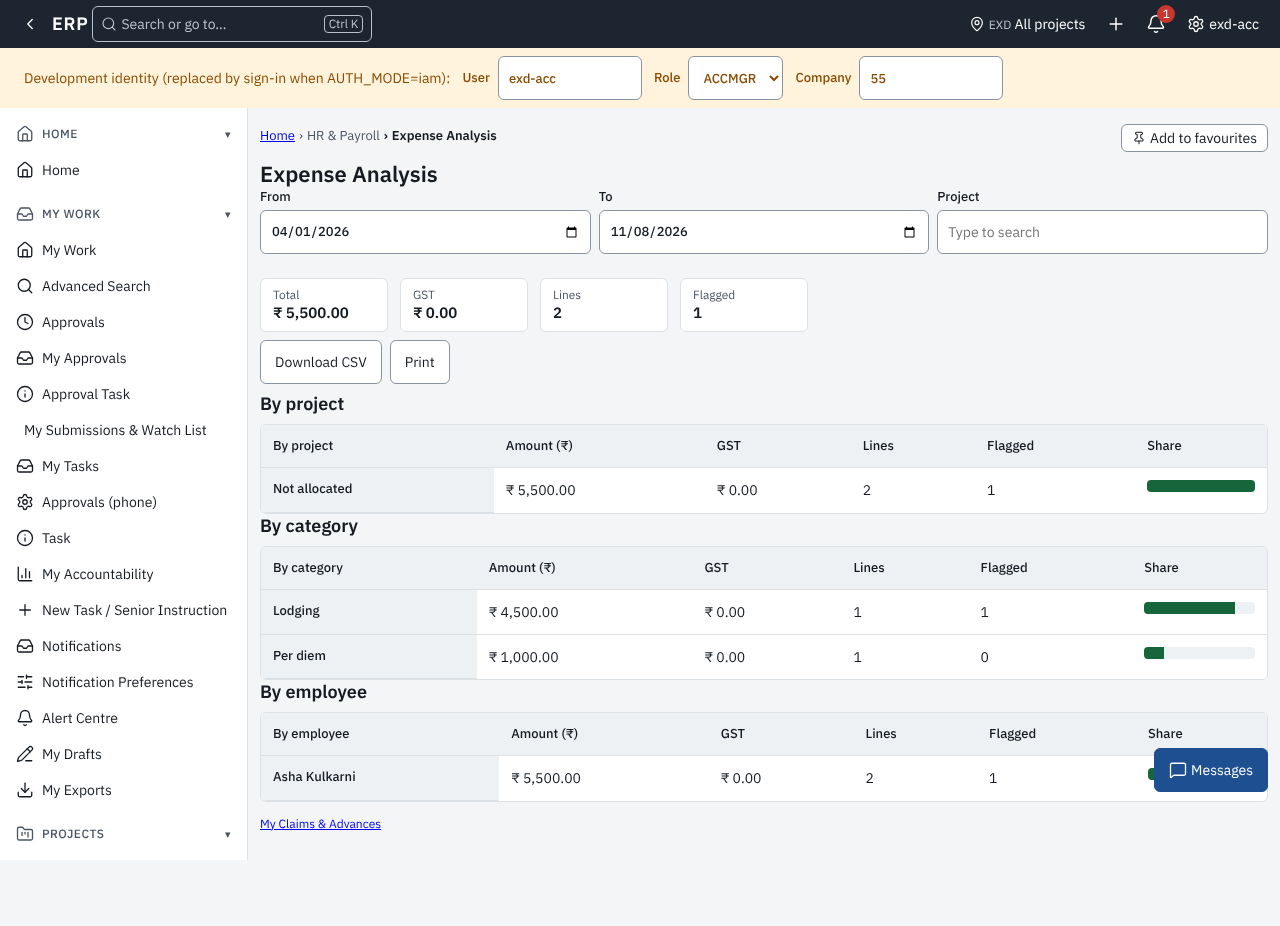 ERP
Search or go to...
Ctrl K
EXD All projects
1
exd-acc
Development identity (replaced by sign-in when AUTH_MODE=iam):
User
exd-acc
Role
ACCMGR
Company
55
HOME
Home
MY WORK
My Work
Advanced Search
Approvals
My Approvals
Approval Task
My Submissions & Watch List
My Tasks
Approvals (phone)
Task
My Accountability
New Task / Senior Instruction
Notifications
Notification Preferences
Alert Centre
My Drafts
My Exports
PROJECTS
Home › HR & Payroll › Expense Analysis
Add to favourites
Expense Analysis
From
04/01/2026
To
11/08/2026
Project
Type to search
Total
₹ 5,500.00
GST
₹ 0.00
Lines
2
Flagged
1
Download CSV
Print
By project
By project Amount (₹) GST Lines Flagged Share
Not allocated ₹ 5,500.00 ₹ 0.00 2 1
By category
By category Amount (₹) GST Lines Flagged Share
Lodging ₹ 4,500.00 ₹ 0.00 1 1
Per diem ₹ 1,000.00 ₹ 0.00 1 0
By employee
By employee Amount (₹) GST Lines Flagged Share
Asha Kulkarni ₹ 5,500.00 ₹ 0.00 2 1
Messages
My Claims & Advances